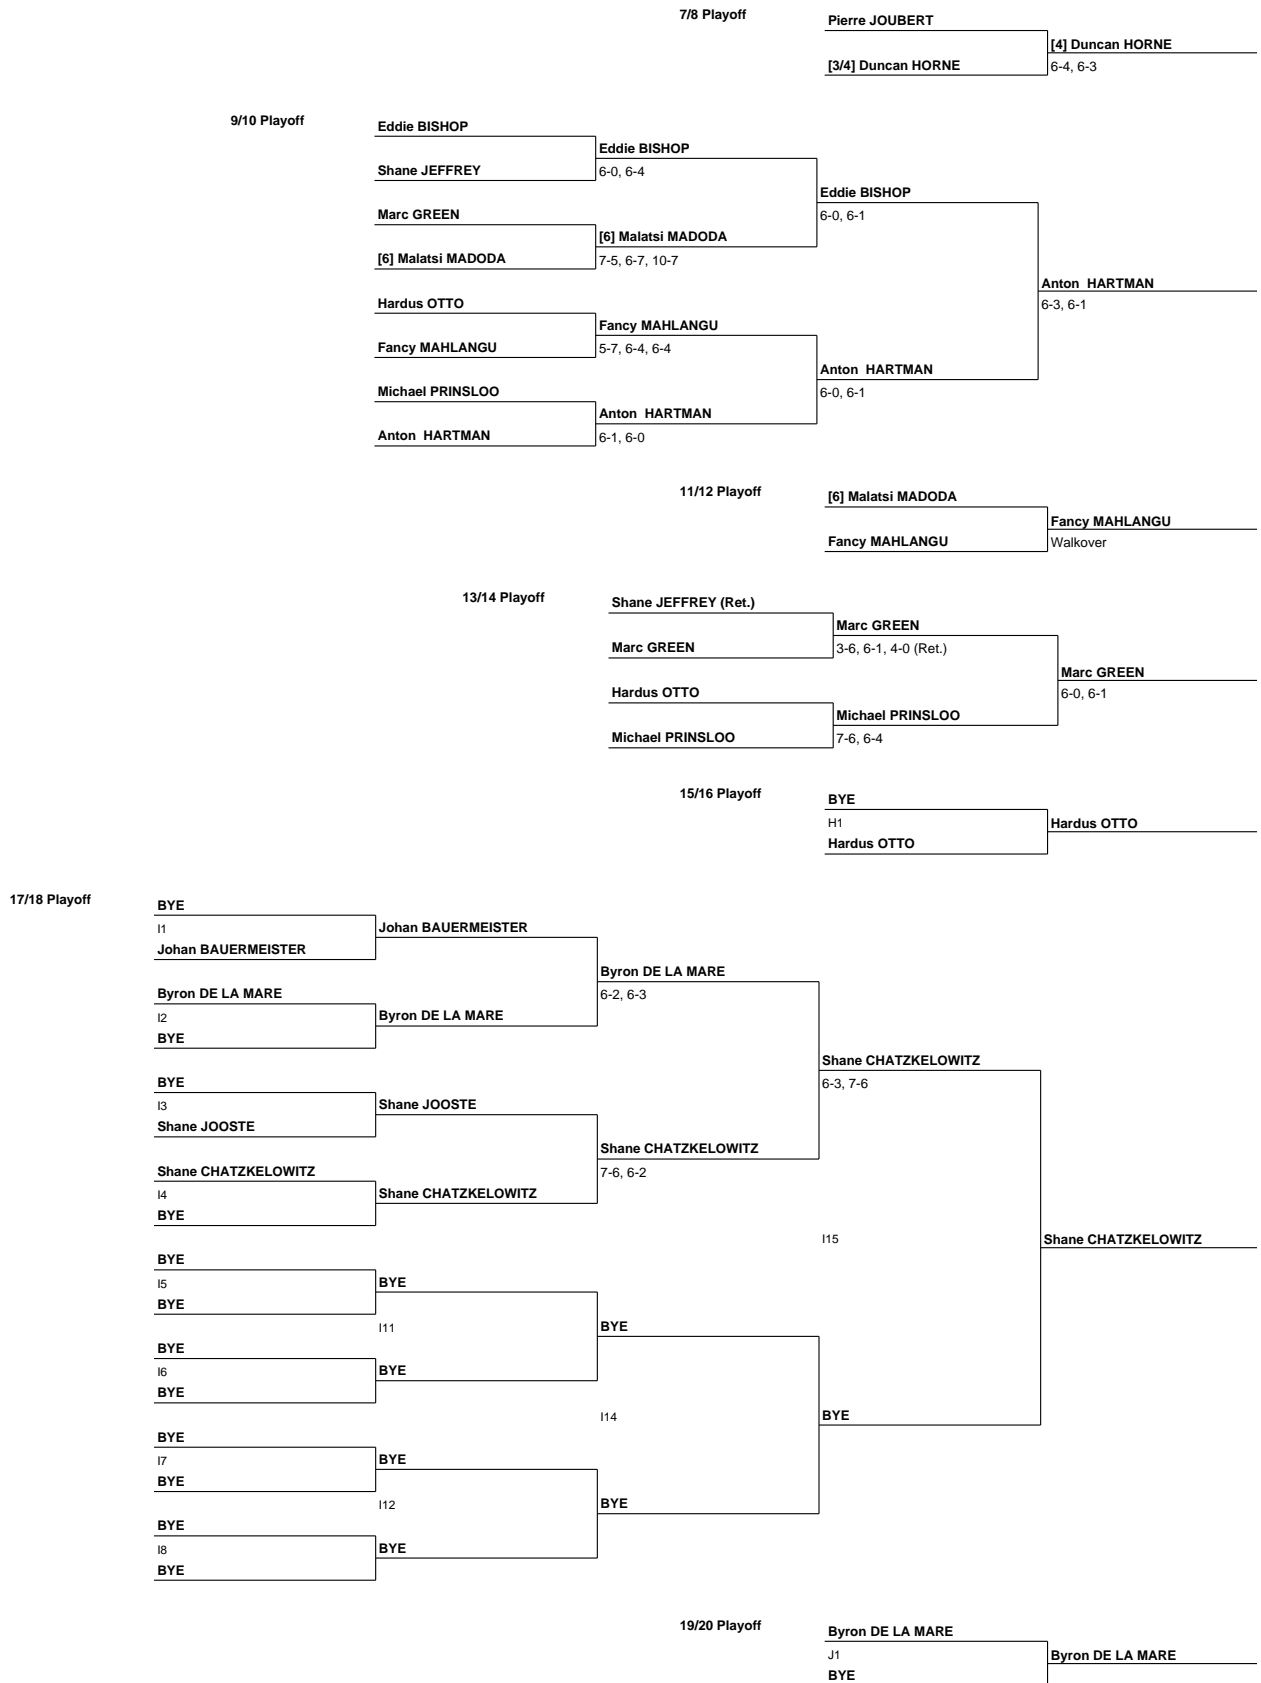 7/8 Playoff
Pierre JOUBERT
[4] Duncan HORNE
[3/4] Duncan HORNE
6-4, 6-3
9/10 Playoff
Eddie BISHOP
Eddie BISHOP
Shane JEFFREY
6-0, 6-4
Eddie BISHOP
Marc GREEN
6-0, 6-1
[6] Malatsi MADODA
[6] Malatsi MADODA
7-5, 6-7, 10-7
Anton HARTMAN
Hardus OTTO
6-3, 6-1
Fancy MAHLANGU
Fancy MAHLANGU
5-7, 6-4, 6-4
Anton HARTMAN
Michael PRINSLOO
6-0, 6-1
Anton HARTMAN
Anton HARTMAN
6-1, 6-0
11/12 Playoff
[6] Malatsi MADODA
Fancy MAHLANGU
Fancy MAHLANGU
Walkover
13/14 Playoff
Shane JEFFREY (Ret.)
Marc GREEN
Marc GREEN
3-6, 6-1, 4-0 (Ret.)
Marc GREEN
Hardus OTTO
6-0, 6-1
Michael PRINSLOO
Michael PRINSLOO
7-6, 6-4
15/16 Playoff
BYE
H1
Hardus OTTO
Hardus OTTO
17/18 Playoff
BYE
I1
Johan BAUERMEISTER
Johan BAUERMEISTER
Byron DE LA MARE
Byron DE LA MARE
6-2, 6-3
I2
Byron DE LA MARE
BYE
Shane CHATZKELOWITZ
BYE
6-3, 7-6
I3
Shane JOOSTE
Shane JOOSTE
Shane CHATZKELOWITZ
Shane CHATZKELOWITZ
7-6, 6-2
I4
Shane CHATZKELOWITZ
BYE
I15
Shane CHATZKELOWITZ
BYE
I5
BYE
BYE
I11
BYE
BYE
I6
BYE
BYE
I14
BYE
BYE
I7
BYE
BYE
I12
BYE
BYE
I8
BYE
BYE
19/20 Playoff
Byron DE LA MARE
J1
Byron DE LA MARE
BYE